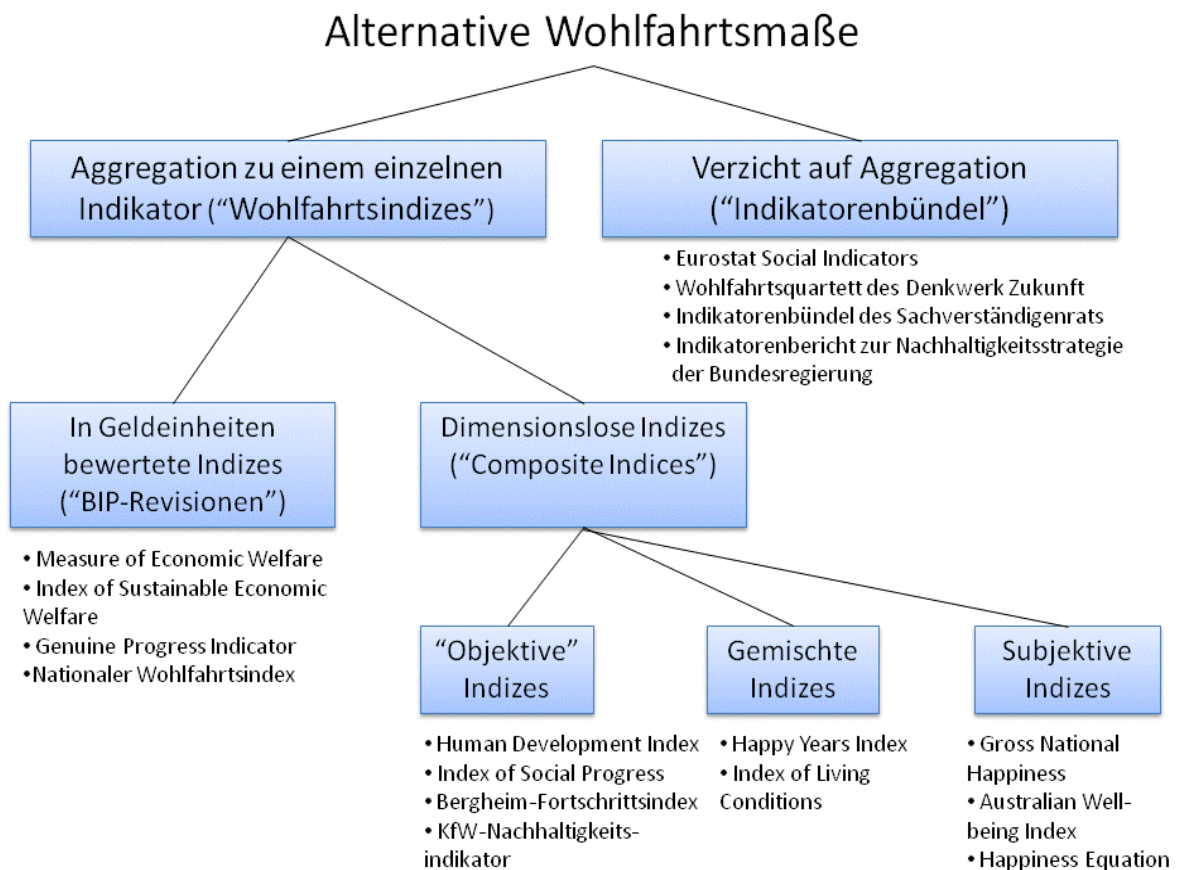 Alternative Wohlfahrtsmaße
Aggregation zu einem einzelnen
Indikator (“Wohlfahrtsindizes”)
Verzicht auf Aggregation
(“Indikatorenbündel”)
• Eurostat Social Indicators
• Wohlfahrtsquartett des Denkwerk Zukunft
• Indikatorenbündel des Sachverständigenrats
• Indikatorenbericht zur Nachhaltigkeitsstrategie
der Bundesregierung
In Geldeinheiten
bewertete Indizes
(“BIP-Revisionen”)
• Measure of Economic Welfare
• Index of Sustainable Economic
Welfare
• Genuine Progress Indicator
•Nationaler Wohlfahrtsindex
Dimensionslose Indizes
(“Composite Indices”)
“Objektive”
Indizes
• Human Development Index
• Index of Social Progress
• Bergheim-Fortschrittsindex
• KfW-Nachhaltigkeits-
indikator
Gemischte
Indizes
• Happy Years Index
• Index of Living
Conditions
Subjektive
Indizes
• Gross National
Happiness
• Australian Well-
being Index
• Happiness Equation